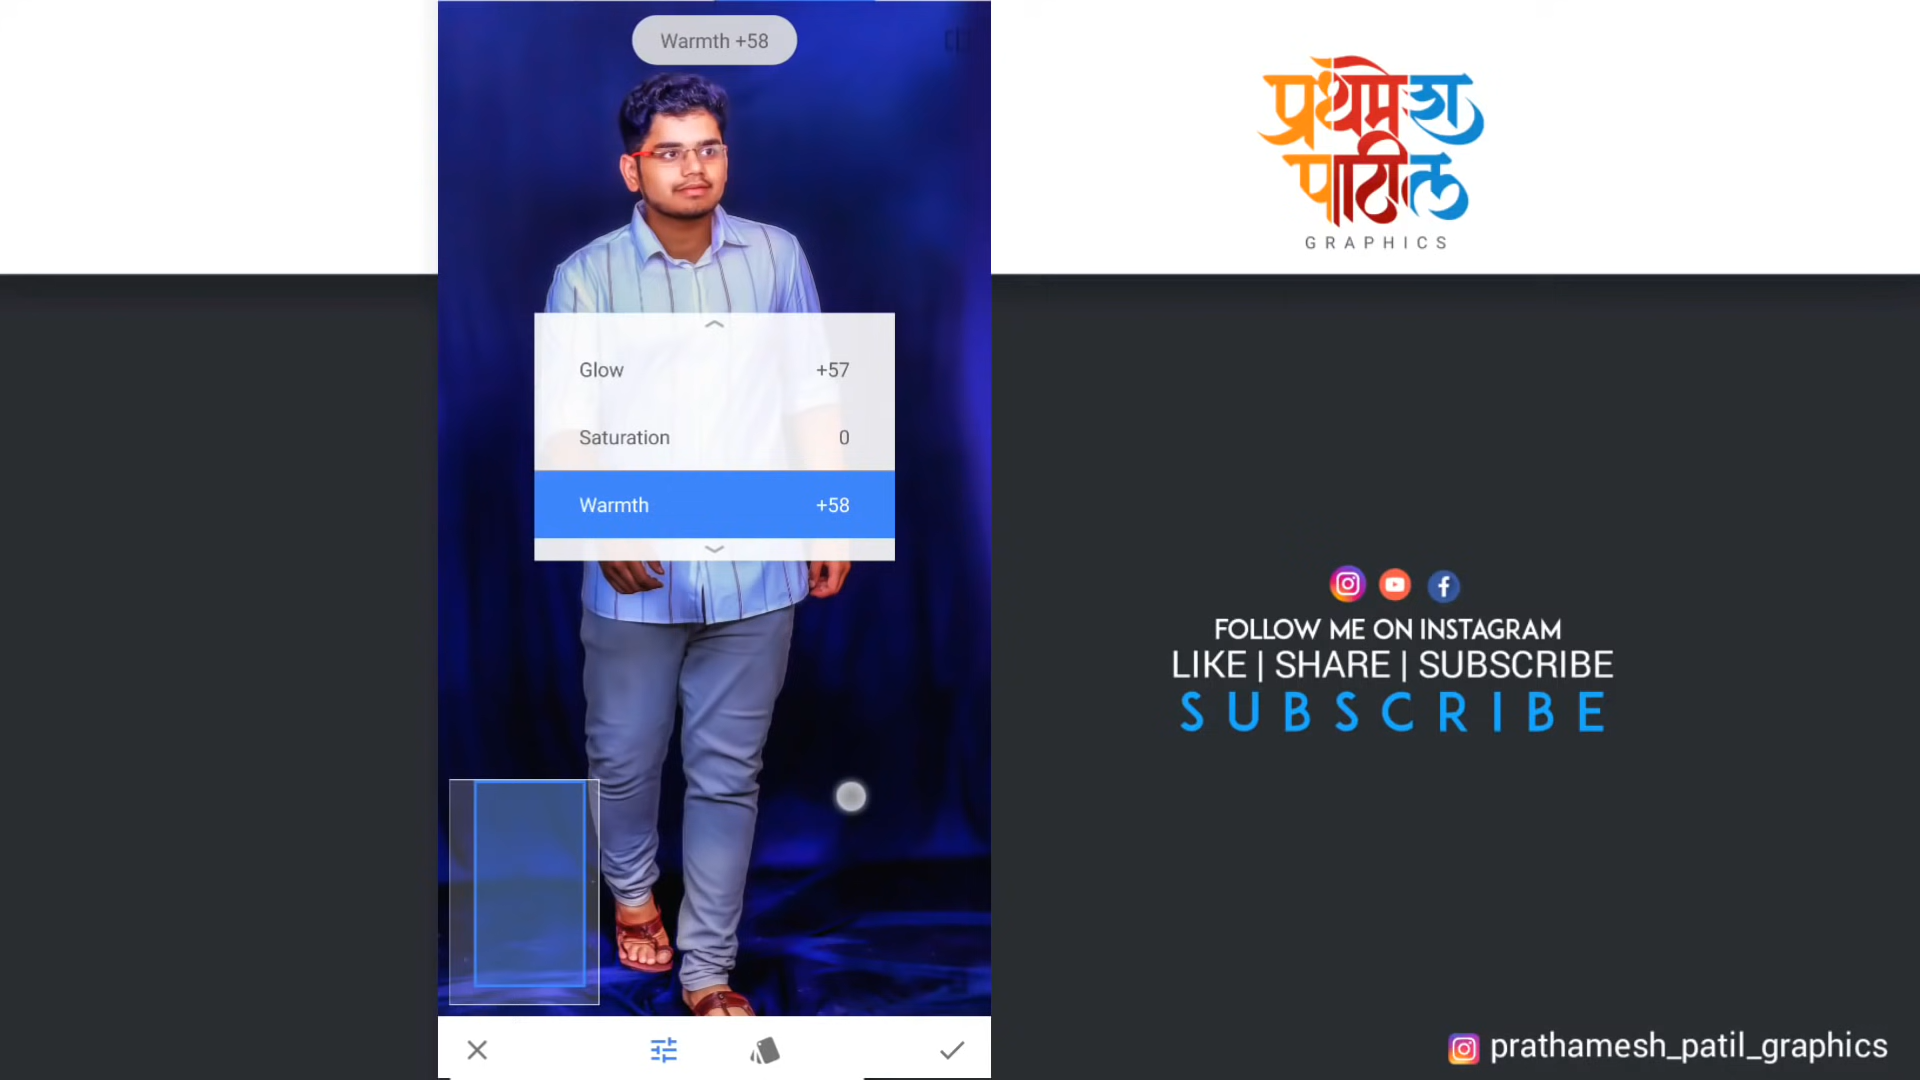 Warmth +58
Glow +57
Saturation 0
Warmth +58
प्रथमेश
पाटील
GRAPHICS
FOLLOW ME ON INSTAGRAM
LIKE | SHARE | SUBSCRIBE
SUBSCRIBE
prathamesh_patil_graphics